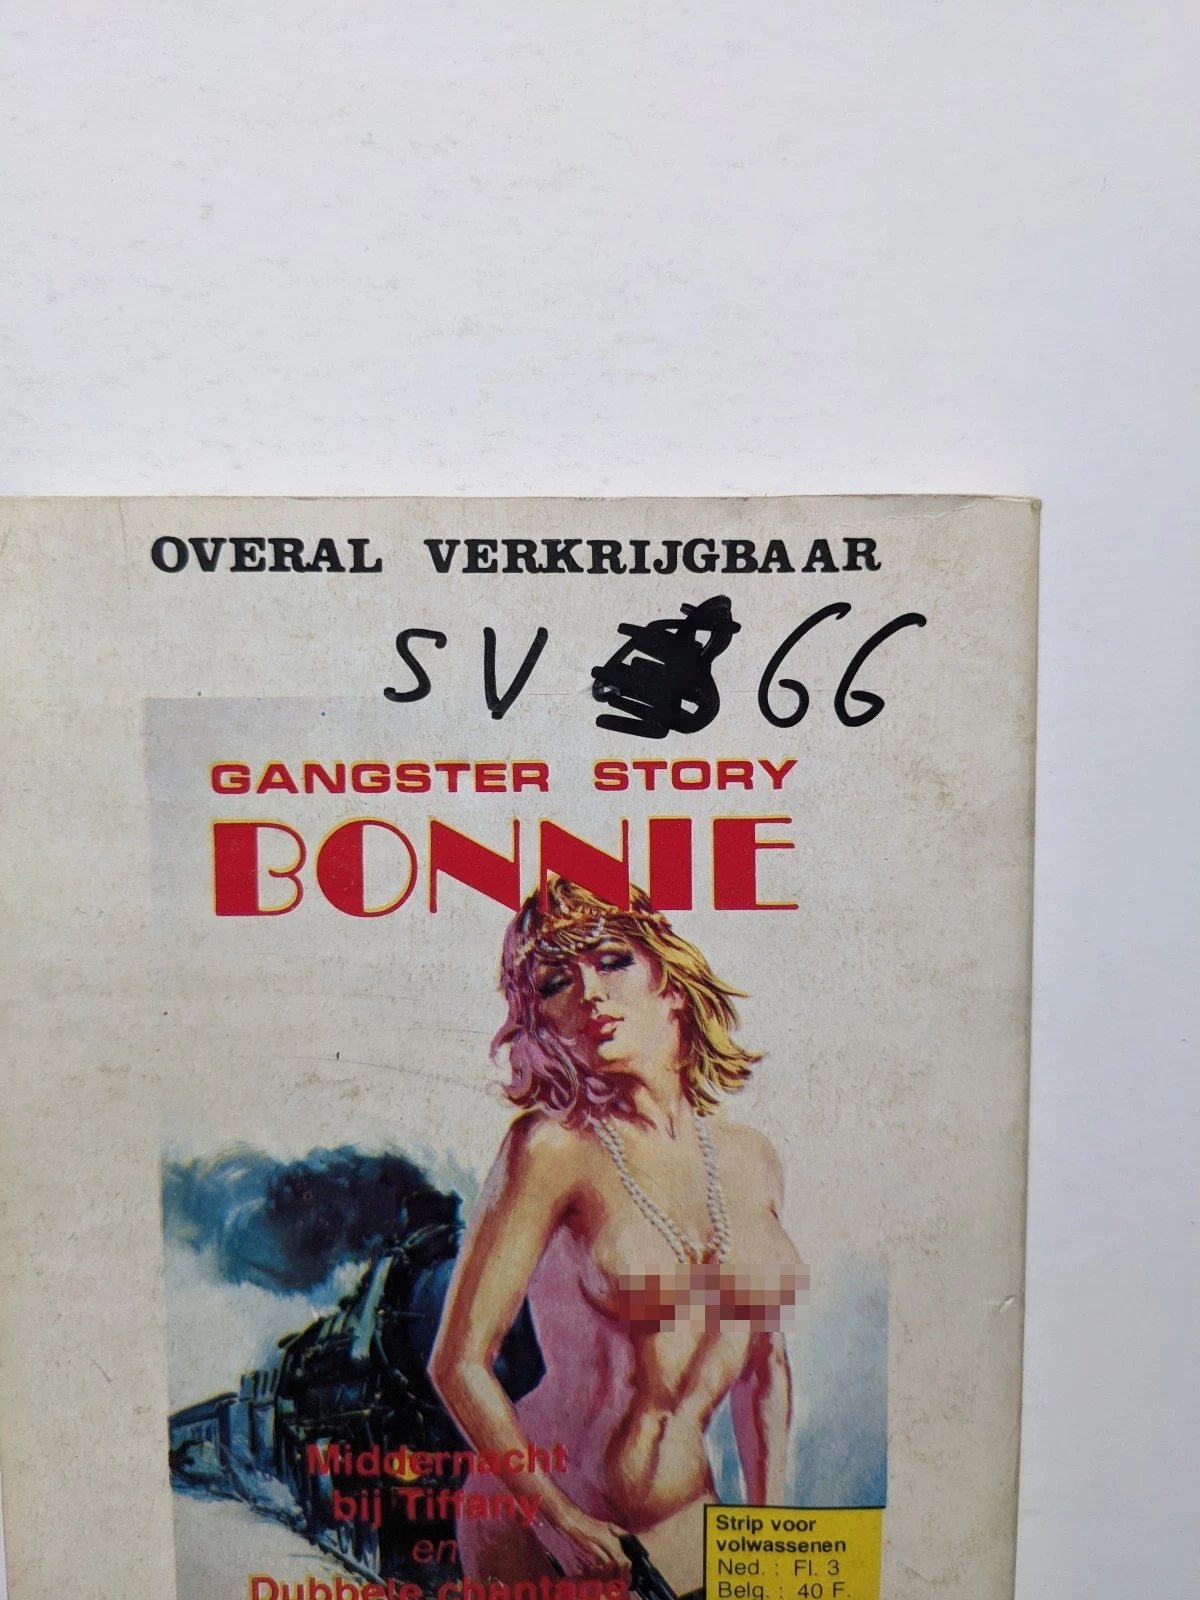 OVERAL VERKRIJGBAAR
SV 66
GANGSTER STORY
BONNIE
Middernacht
bij Tiffany
en
Dubbele chantage
Strip voor
volwassenen
Ned. : Fl. 3
Belg. : 40 F.